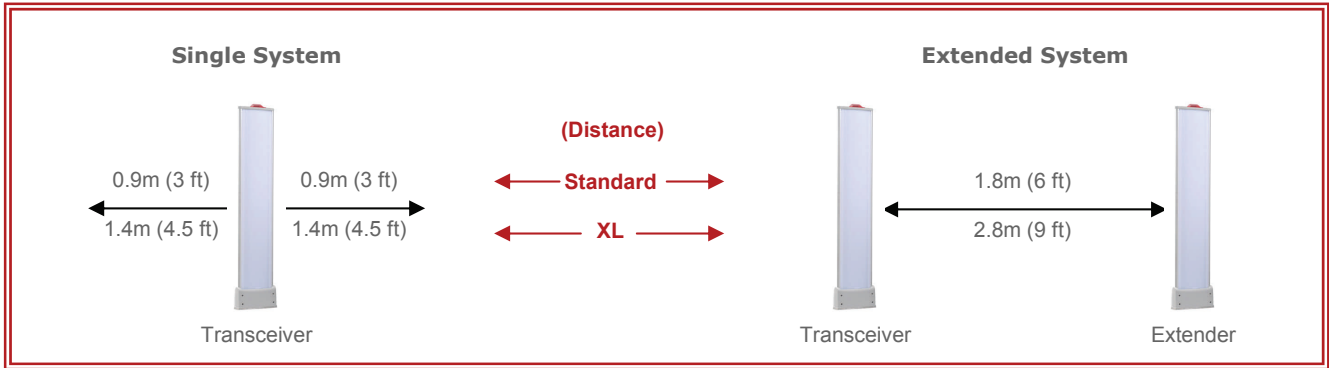 Single System
Extended System
(Distance)
0.9m (3 ft) 0.9m (3 ft)
Standard
1.8m (6 ft)
1.4m (4.5 ft) 1.4m (4.5 ft)
XL
2.8m (9 ft)
Transceiver
Transceiver
Extender